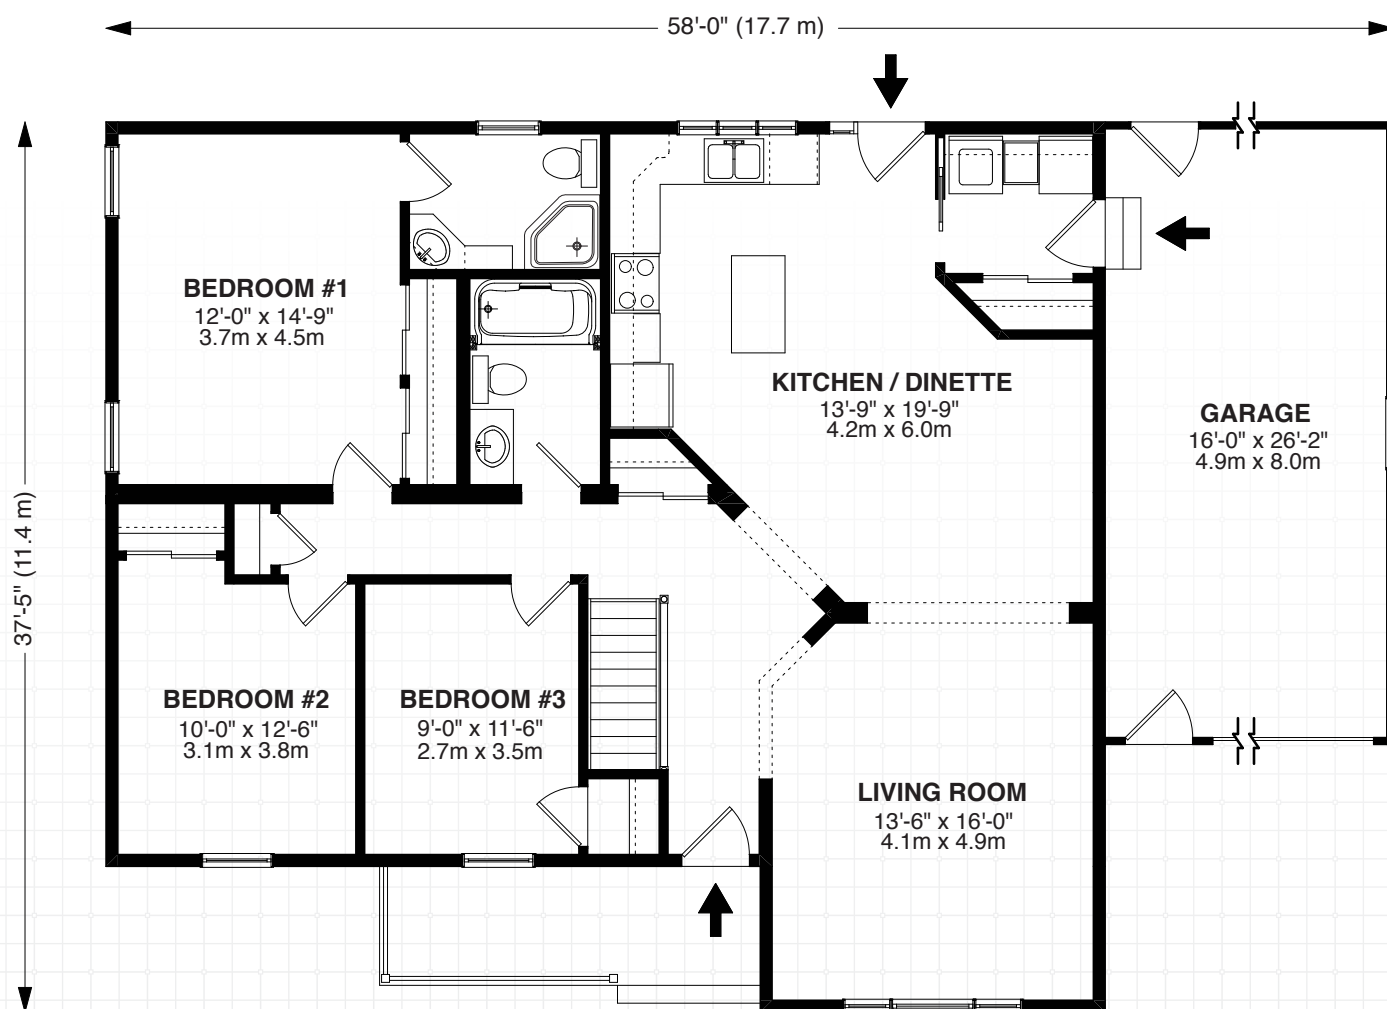 58'-0" (17.7 m)
37'-5" (11.4 m)
BEDROOM #1
12'-0" x 14'-9"
3.7m x 4.5m
KITCHEN / DINETTE
13'-9" x 19'-9"
4.2m x 6.0m
GARAGE
16'-0" x 26'-2"
4.9m x 8.0m
BEDROOM #2
10'-0" x 12'-6"
3.1m x 3.8m
BEDROOM #3
9'-0" x 11'-6"
2.7m x 3.5m
LIVING ROOM
13'-6" x 16'-0"
4.1m x 4.9m